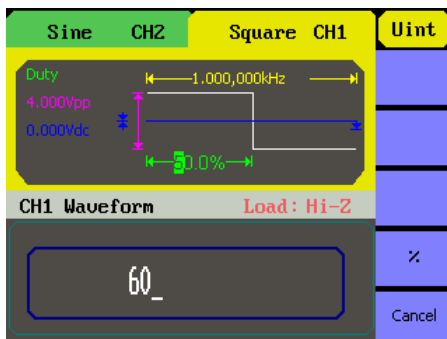 Sine CH2 Square CH1 Uint
Duty
1.000,000kHz
4.000Vpp
0.000Vdc
50.0%
CH1 Waveform Load: Hi-Z
60_
%
Cancel